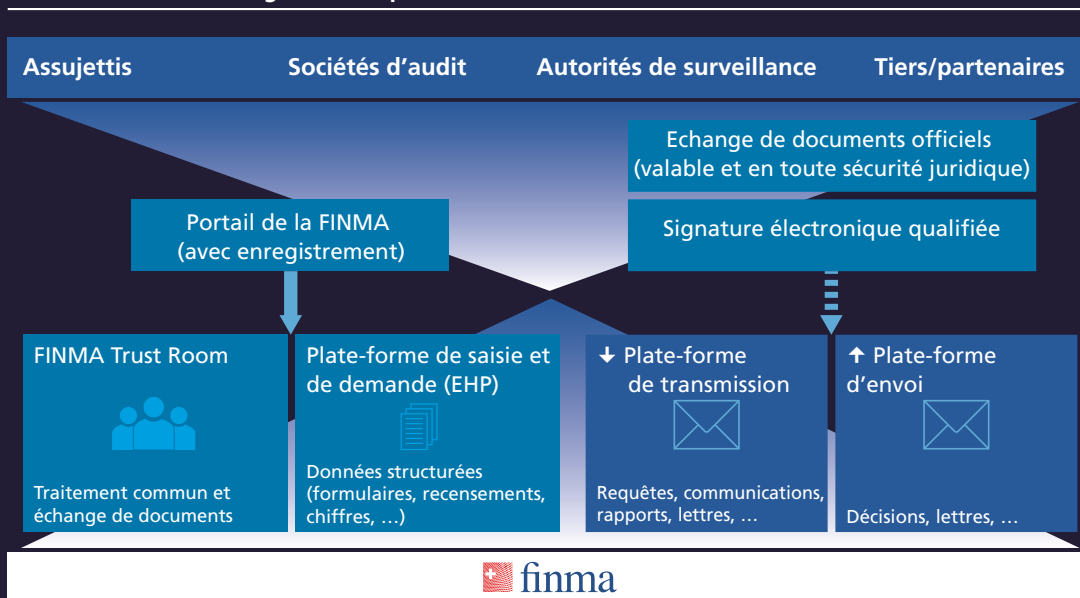 Assujettis
Sociétés d'audit
Autorités de surveillance
Tiers/partenaires
Echange de documents officiels
(valable et en toute sécurité juridique)
Portail de la FINMA
(avec enregistrement)
Signature électronique qualifiée
FINMA Trust Room
Traitement commun et
échange de documents
Plate-forme de saisie et
de demande (EHP)
Données structurées
(formulaires, recensements,
chiffres, …)
↓ Plate-forme
de transmission
Requêtes, communications,
rapports, lettres, …
↑ Plate-forme
d'envoi
Décisions, lettres, …
finma